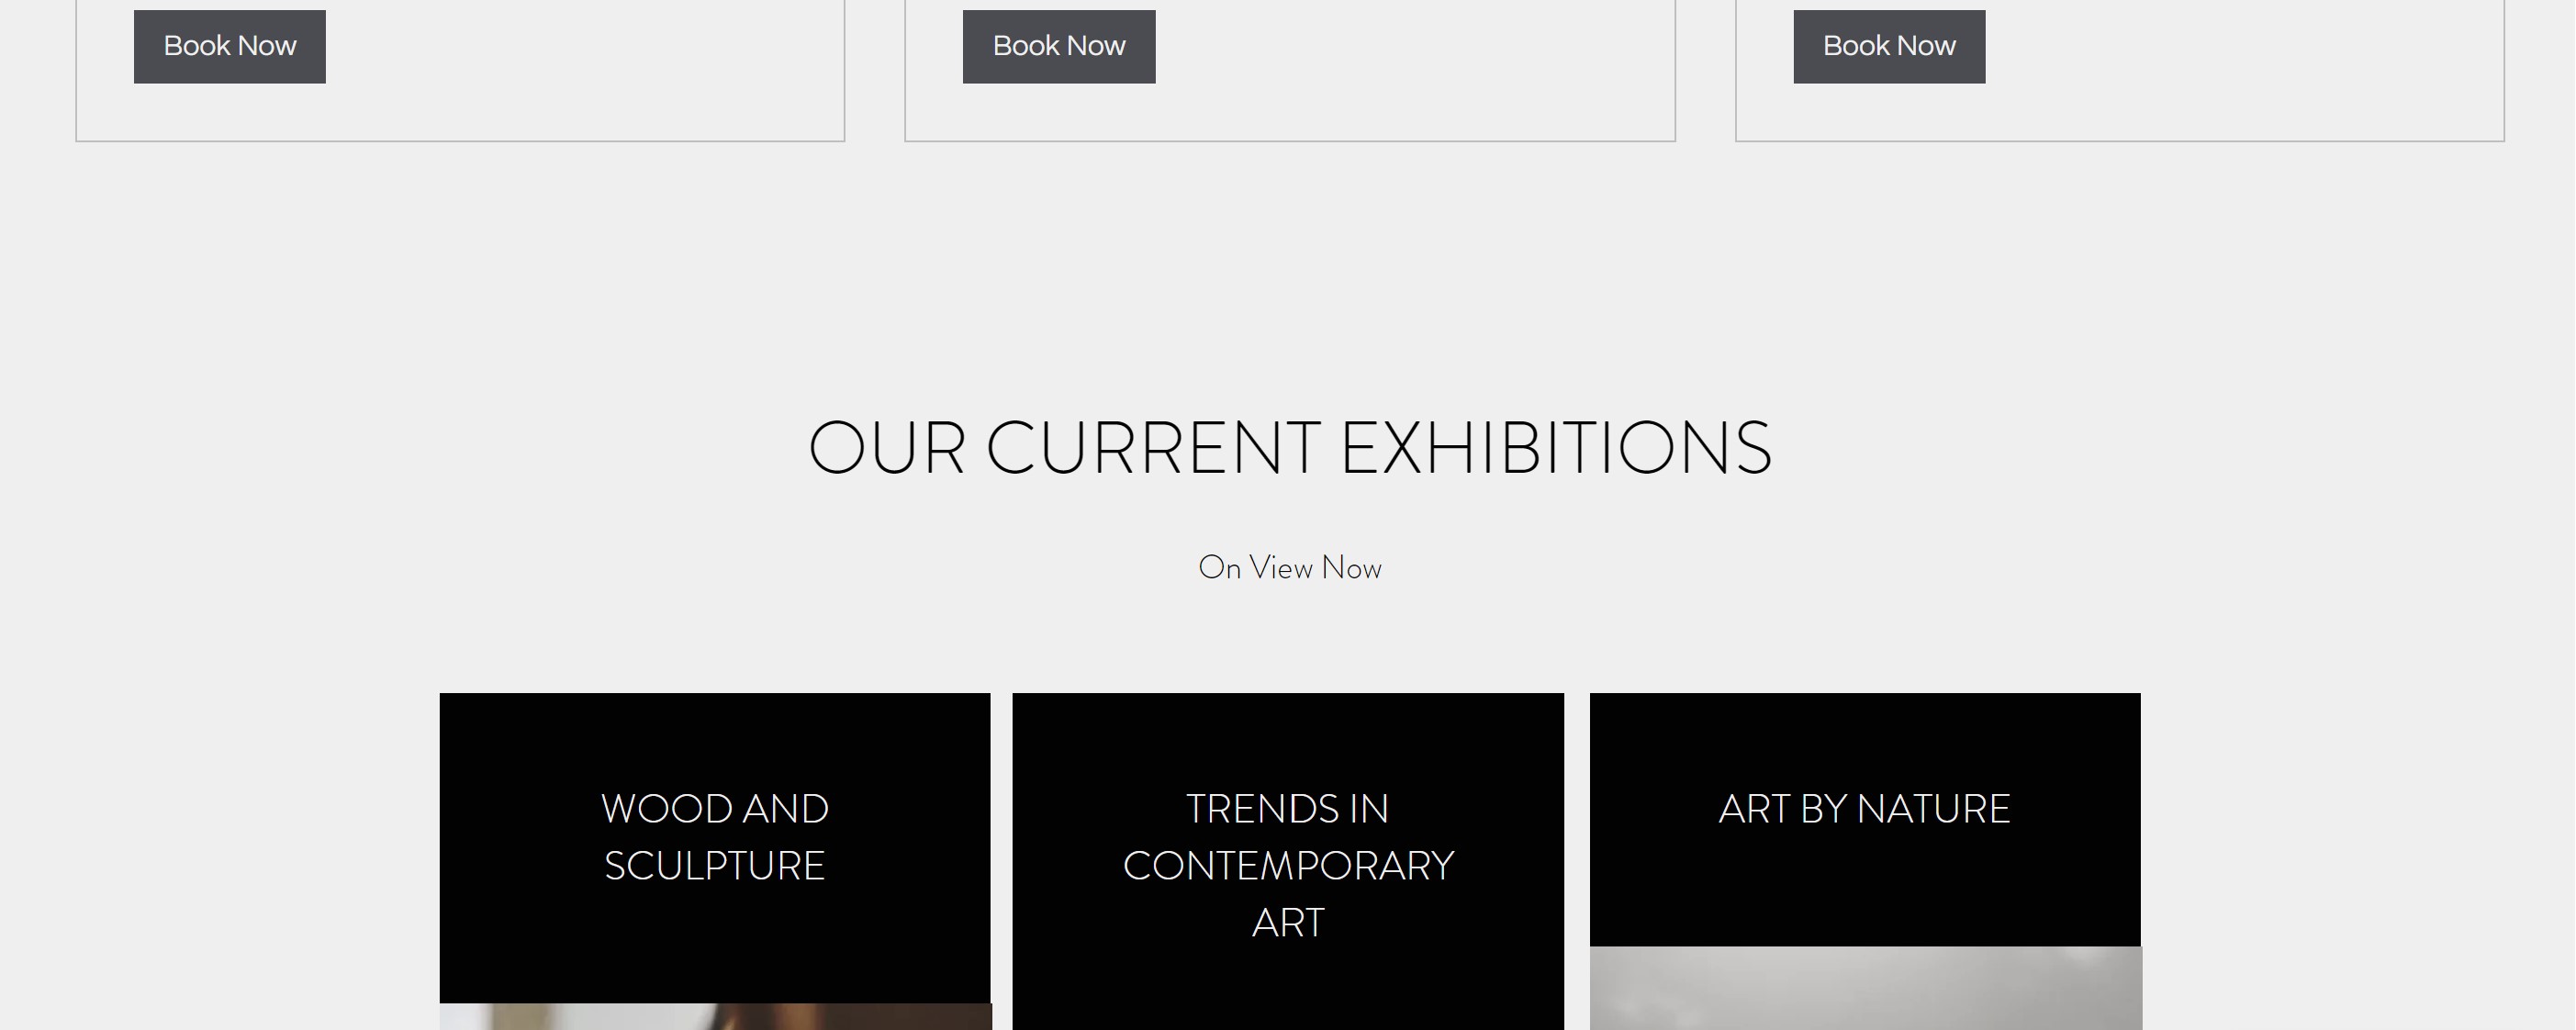 Book Now
Book Now
Book Now
OUR CURRENT EXHIBITIONS
On View Now
WOOD AND
SCULPTURE
TRENDS IN
CONTEMPORARY
ART
ART BY NATURE